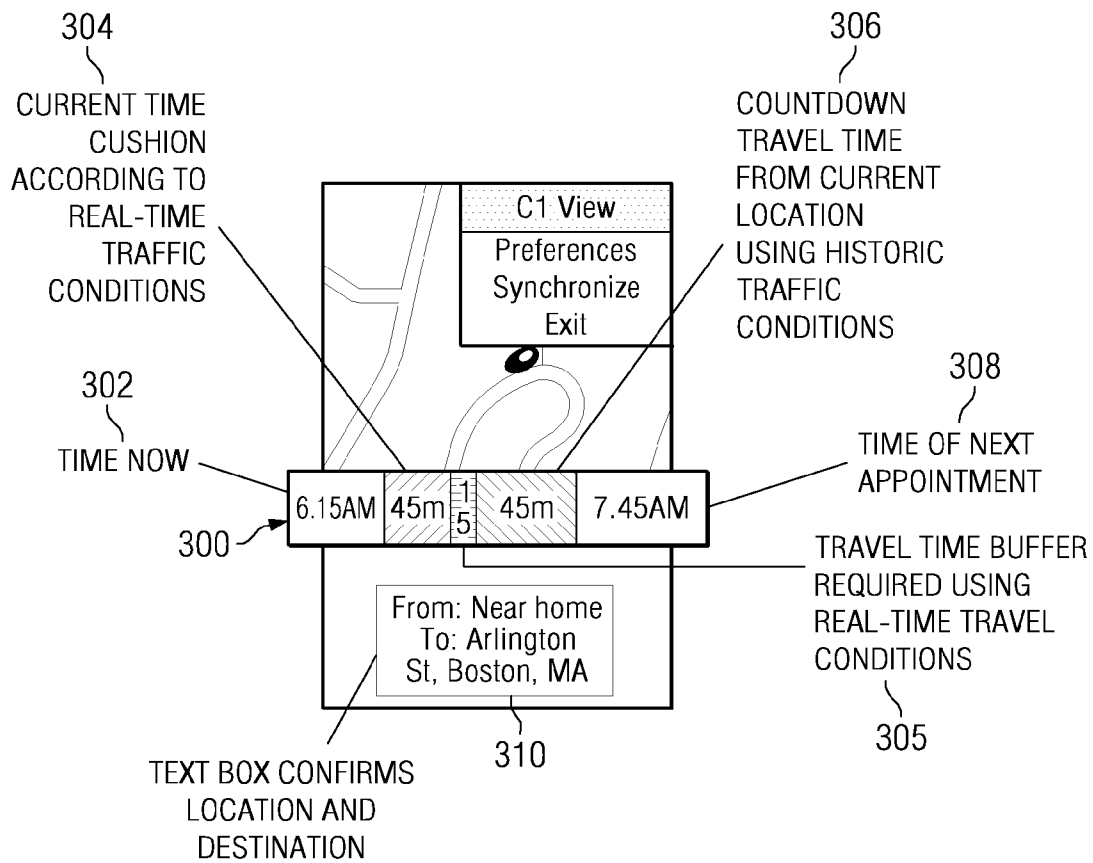 304
CURRENT TIME
CUSHION
ACCORDING TO
REAL-TIME
TRAFFIC
CONDITIONS
306
COUNTDOWN
TRAVEL TIME
FROM CURRENT
LOCATION
USING HISTORIC
TRAFFIC
CONDITIONS
C1 View
Preferences
Synchronize
Exit
302
TIME NOW
308
TIME OF NEXT
APPOINTMENT
300
6.15AM 45m 15 45m 7.45AM
TRAVEL TIME BUFFER
REQUIRED USING
REAL-TIME TRAVEL
CONDITIONS
305
From: Near home
To: Arlington
St, Boston, MA
310
TEXT BOX CONFIRMS
LOCATION AND
DESTINATION